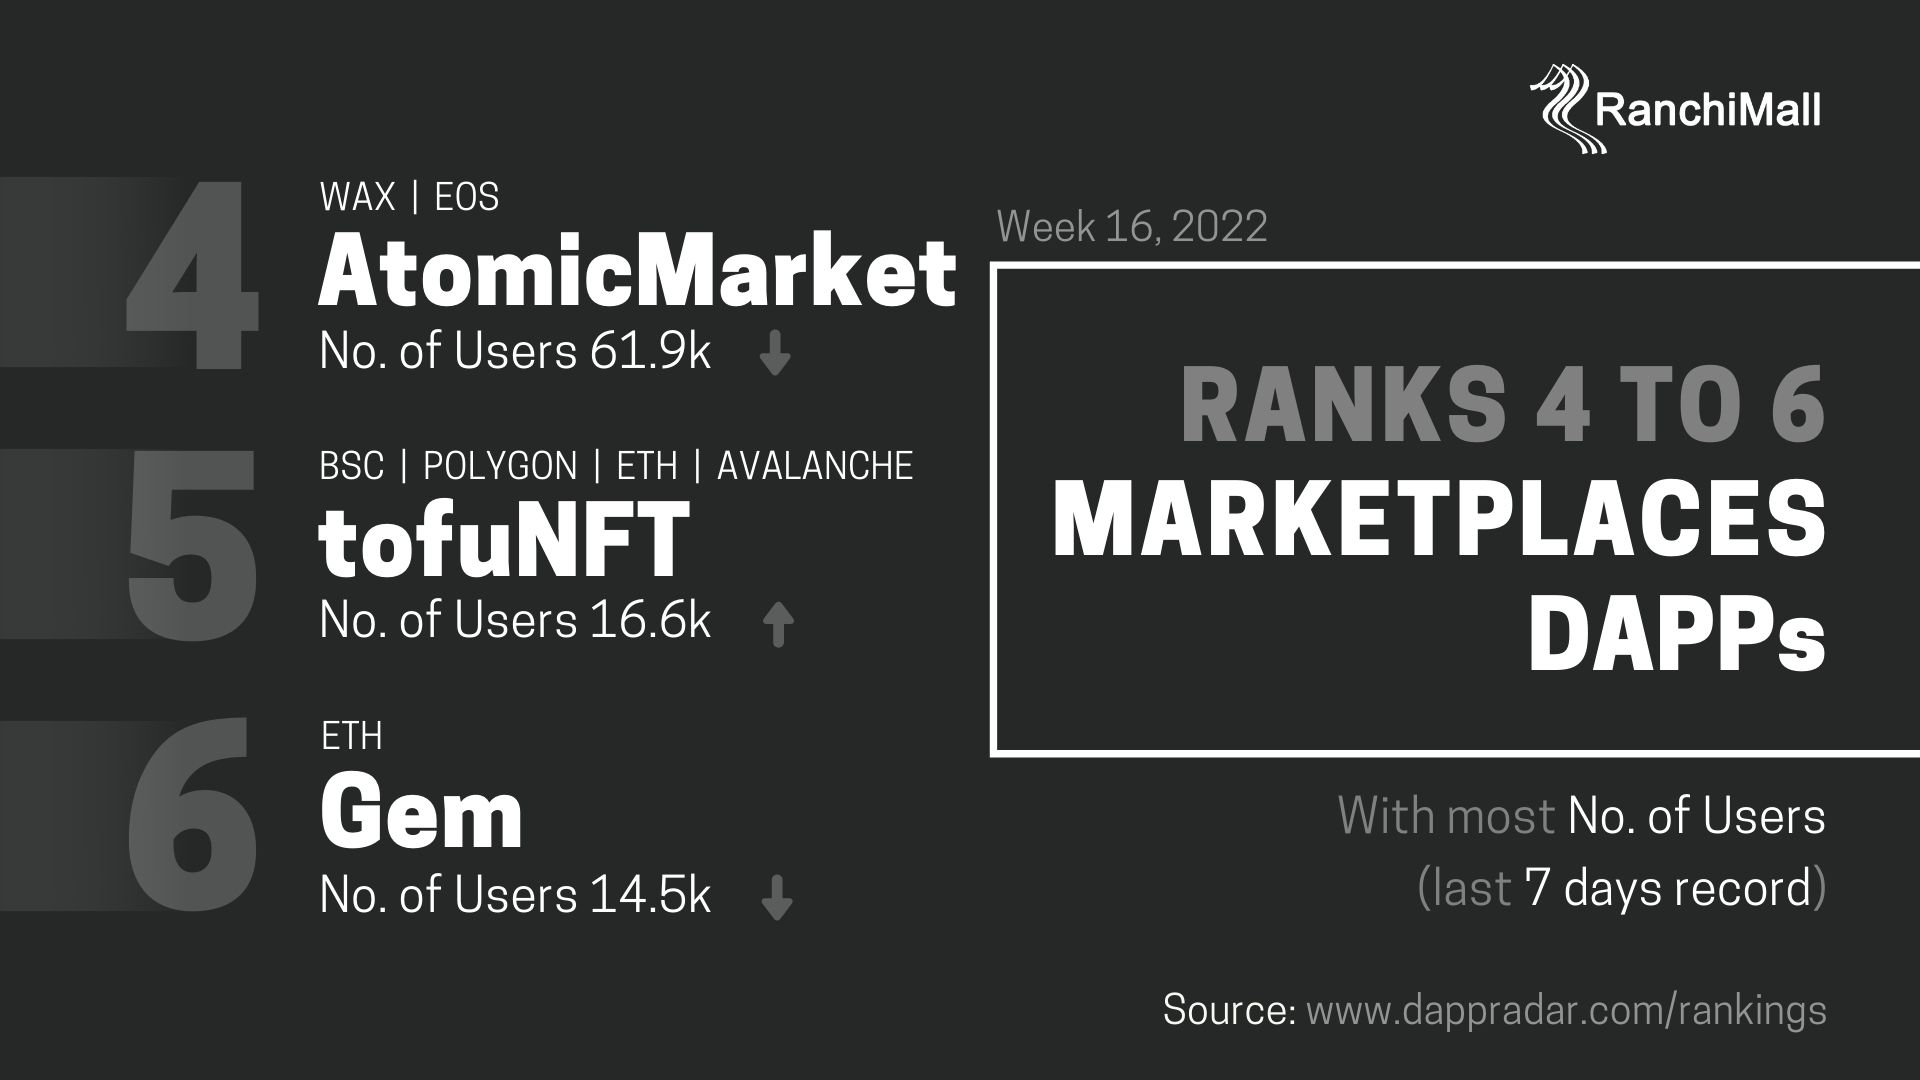 RanchiMall
4
WAX | EOS
AtomicMarket
No. of Users 61.9k
5
BSC | POLYGON | ETH | AVALANCHE
tofuNFT
No. of Users 16.6k
6
ETH
Gem
No. of Users 14.5k
Week 16, 2022
RANKS 4 TO 6
MARKETPLACES
DAPPs
With most No. of Users
(last 7 days record)
Source: www.dappradar.com/rankings